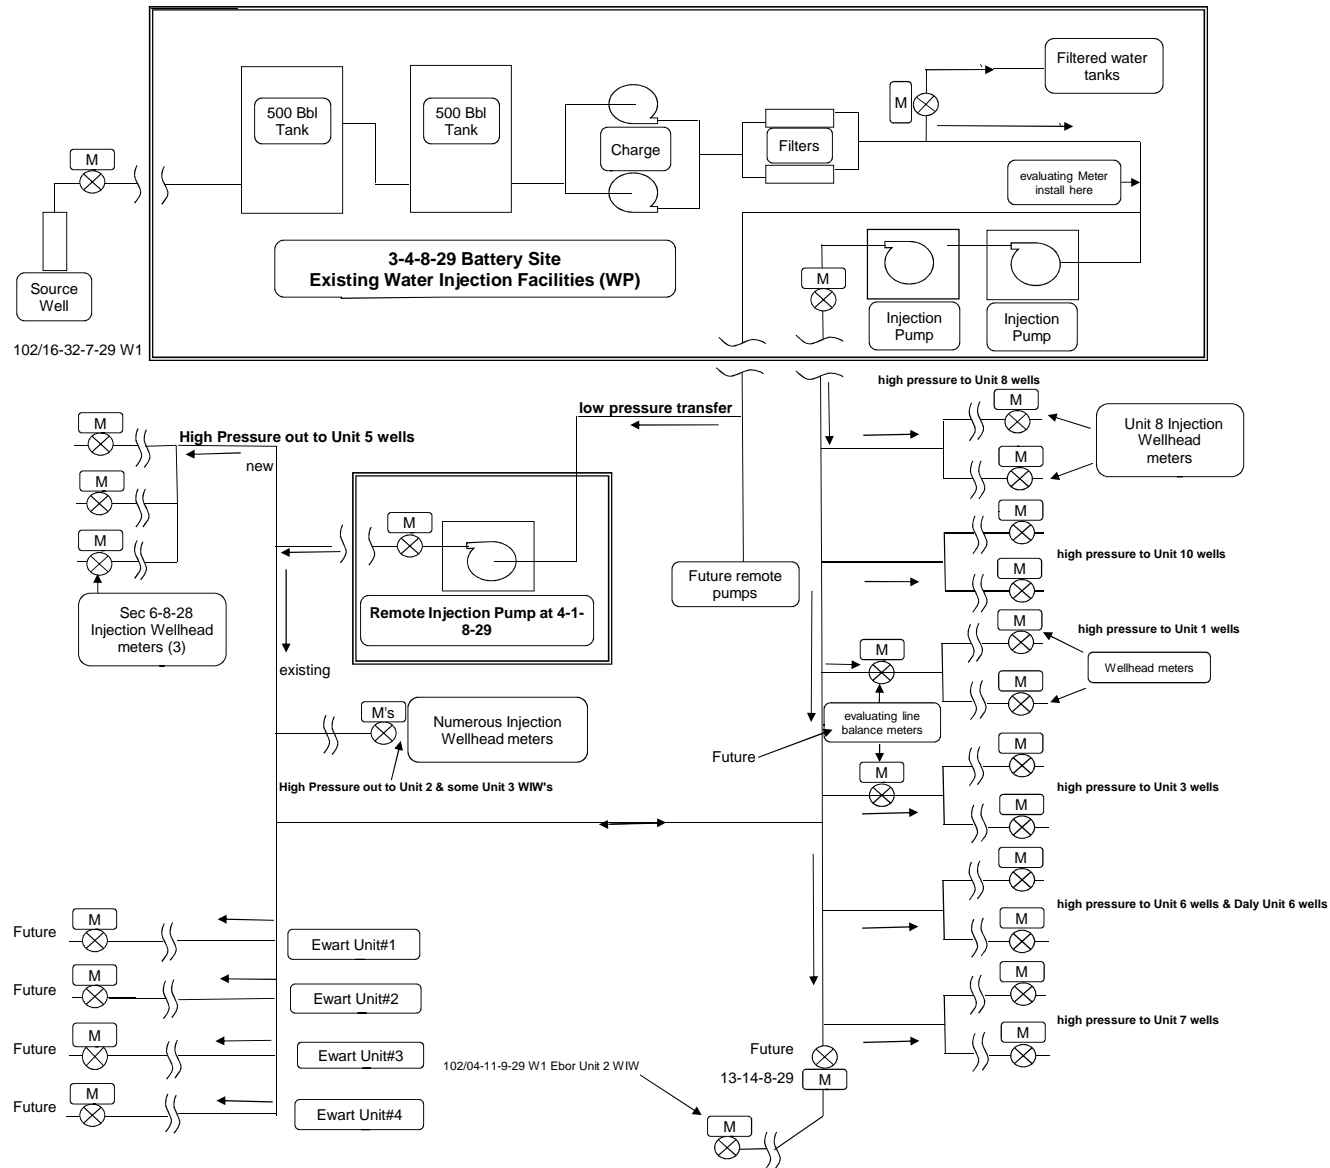 Filtered water
tanks
M
500 Bbl
Tank
500 Bbl
Tank
Charge
Filters
M
evaluating Meter
install here
3-4-8-29 Battery Site
Existing Water Injection Facilities (WP)
M
Source
Well
Injection
Pump
Injection
Pump
102/16-32-7-29 W1
high pressure to Unit 8 wells
low pressure transfer
M
Unit 8 Injection
Wellhead
meters
M
M
High Pressure out to Unit 5 wells
new
M
M
M
M
M
high pressure to Unit 10 wells
M
Future remote
pumps
Remote Injection Pump at 4-1-
8-29
Sec 6-8-28
Injection Wellhead
meters (3)
existing
M
high pressure to Unit 1 wells
M
Wellhead meters
M
M's
Numerous Injection
Wellhead meters
evaluating line
balance meters
Future
High Pressure out to Unit 2 & some Unit 3 WIW's
M
M
high pressure to Unit 3 wells
M
M
high pressure to Unit 6 wells & Daly Unit 6 wells
M
Future
M
Ewart Unit#1
Future
M
Ewart Unit#2
M
high pressure to Unit 7 wells
M
Future
M
Ewart Unit#3
Future
13-14-8-29
M
102/04-11-9-29 W1 Ebor Unit 2 WIW
Future
M
Ewart Unit#4
M